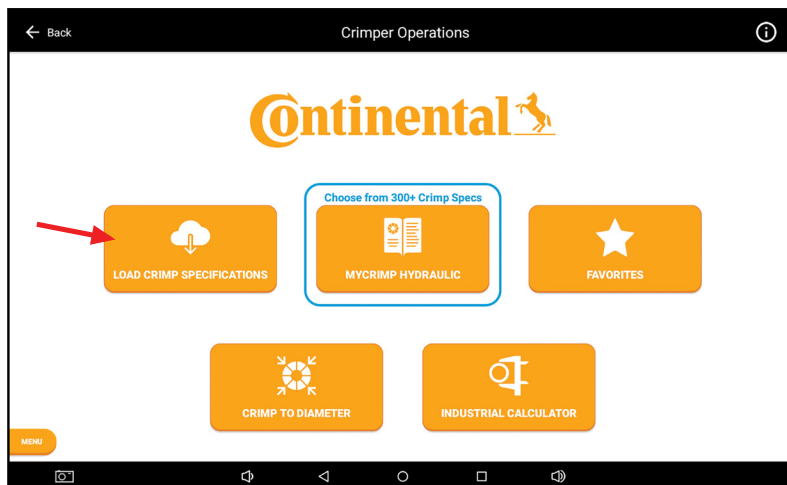 Back
Crimper Operations
Continental
Choose from 300+ Crimp Specs
LOAD CRIMP SPECIFICATIONS
MYCRIMP HYDRAULIC
FAVORITES
CRIMP TO DIAMETER
INDUSTRIAL CALCULATOR
MENU